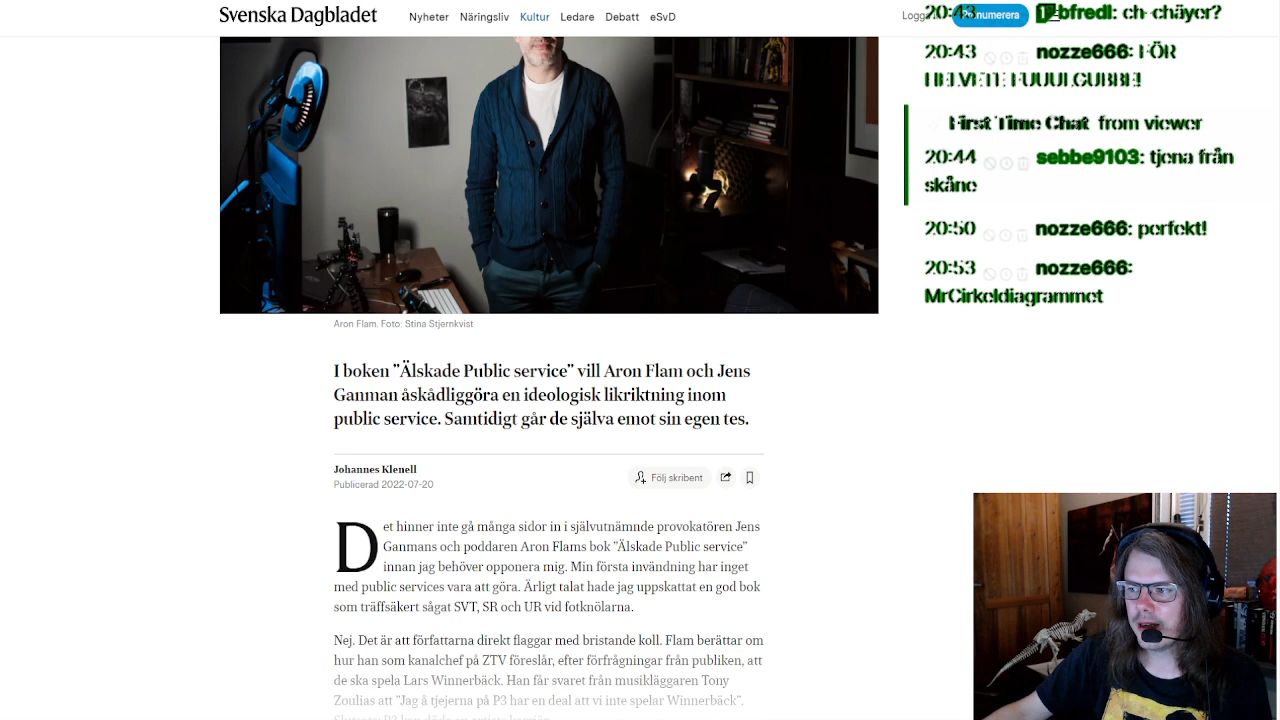 Svenska Dagbladet
Nyheter Näringsliv Kultur Ledare Debatt eSvD
Aron Flam. Foto: Stina Stjernkvist
I boken ”Älskade Public service” vill Aron Flam och Jens
Ganman åskådliggöra en ideologisk likriktning inom
public service. Samtidigt går de själva emot sin egen tes.
Johannes Klenell
Publicerad 2022-07-20
Följ skribent
Det hinner inte gå många sidor in i självutnämnde provokatören Jens
Ganmans och poddaren Aron Flams bok ”Älskade Public service”
innan jag behöver opponera mig. Min första invändning har inget
med public services vara att göra. Ärligt talat hade jag uppskattat en god bok
som träffsäkert sågat SVT, SR och UR vid fotknölarna.
Nej. Det är att författarna direkt flaggar med bristande koll. Flam berättar om
hur han som kanalchef på ZTV föreslår, efter förfrågningar från publiken, att
de ska spela Lars Winnerbäck. Han får svaret från musikläggaren Tony
Zoulias att ”Jag å tjejerna på P3 har en deal att vi inte spelar Winnerbäck”.
20:43 : ch chäyer?
20:43 nozze666: FÖR
HELVETE FUUUL GUBBE!
First Time Chat from viewer
20:44 sebbe9103: tjena från
skåne
20:50 nozze666: perfekt!
20:53 nozze666:
MrCirkeldiagrammet